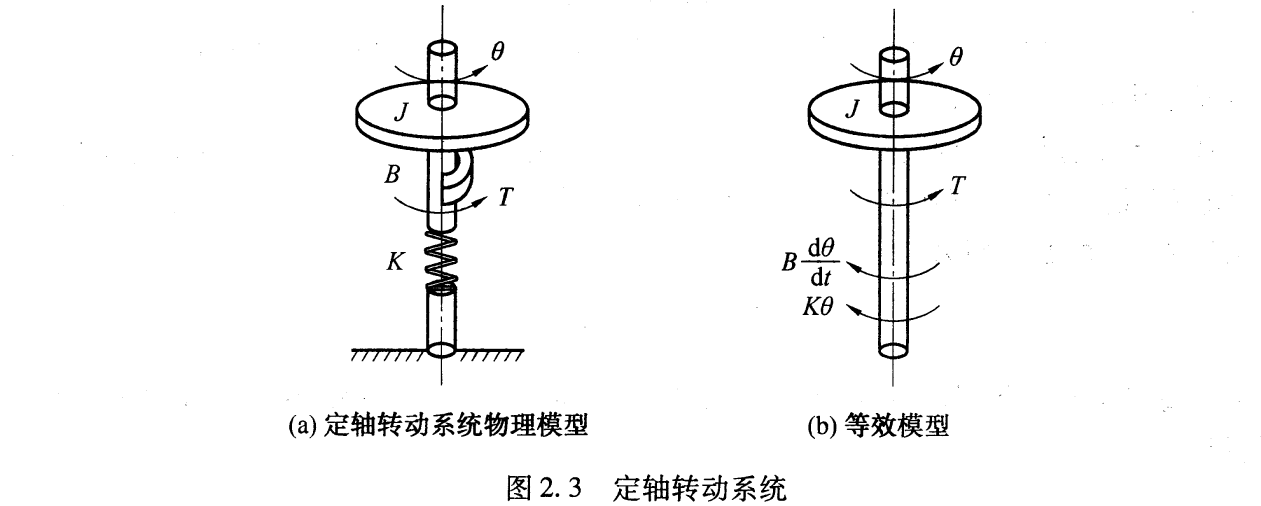 θ
J
B
T
K
(a) 定轴转动系统物理模型
θ
J
T
B dθ/dt
Kθ
(b) 等效模型
图 2. 3 定轴转动系统